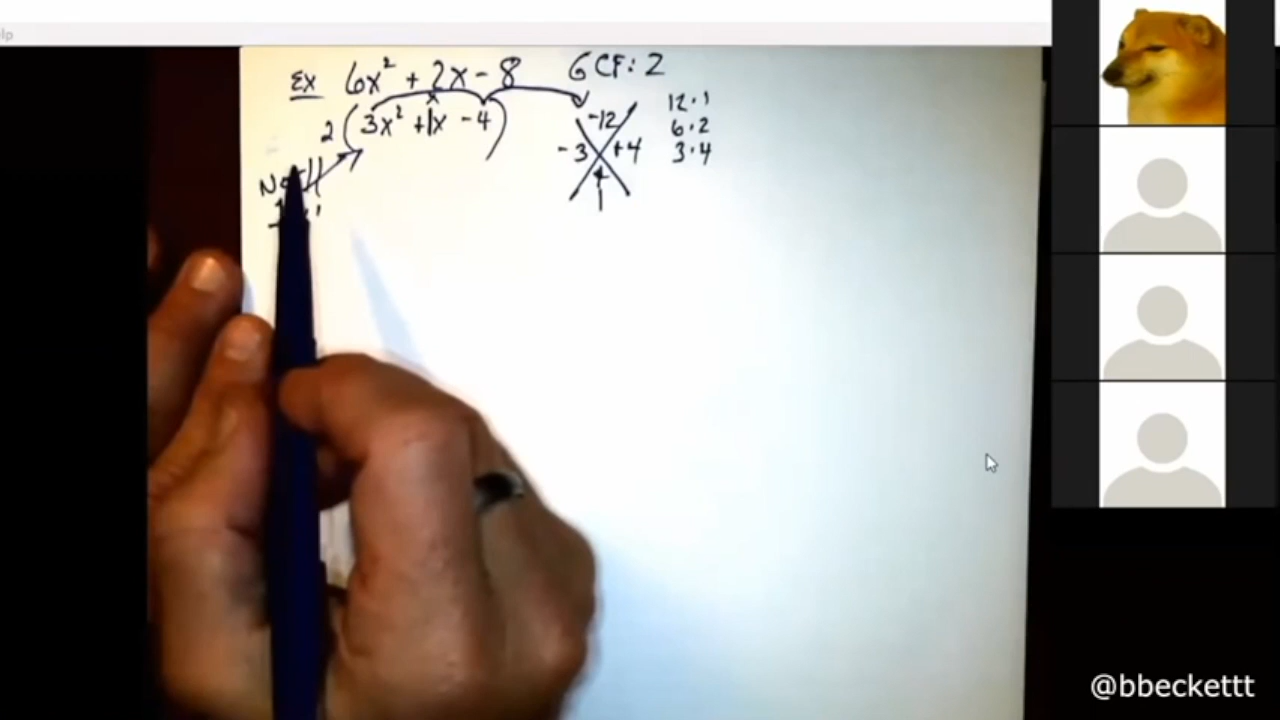 lp
Ex 6x² + 2x - 8 GCF: 2
2(3x² +1x -4)
-12
-3 +4
+
1
12·1
6·2
3·4
@bbeckettt